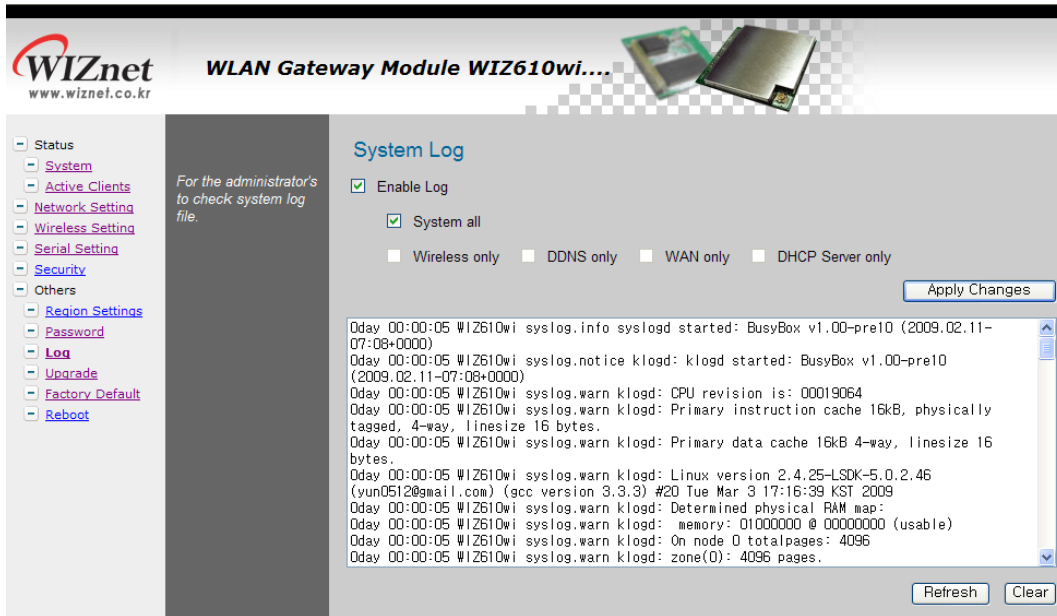 WIZnet
www.wiznet.co.kr
WLAN Gateway Module WIZ610wi....
Status
System
Active Clients
Network Setting
Wireless Setting
Serial Setting
Security
Others
Region Settings
Password
Log
Upgrade
Factory Default
Reboot
For the administrator's
to check system log
file.
System Log
Enable Log
System all
Wireless only DDNS only WAN only DHCP Server only
Apply Changes
0day 00:00:05 WIZ610wi syslog.info syslogd started: BusyBox v1.00-pre10 (2009.02.11-
07:08+0000)
0day 00:00:05 WIZ610wi syslog.notice klogd: klogd started: BusyBox v1.00-pre10
(2009.02.11-07:08+0000)
0day 00:00:05 WIZ610wi syslog.warn klogd: CPU revision is: 00019064
0day 00:00:05 WIZ610wi syslog.warn klogd: Primary instruction cache 16kB, physically
tagged, 4-way, linesize 16 bytes.
0day 00:00:05 WIZ610wi syslog.warn klogd: Primary data cache 16kB 4-way, linesize 16
bytes.
0day 00:00:05 WIZ610wi syslog.warn klogd: Linux version 2.4.25-LSDK-5.0.2.46
(yun0512@gmail.com) (gcc version 3.3.3) #20 Tue Mar 3 17:16:39 KST 2009
0day 00:00:05 WIZ610wi syslog.warn klogd: Determined physical RAM map:
0day 00:00:05 WIZ610wi syslog.warn klogd:  memory: 01000000 @ 00000000 (usable)
0day 00:00:05 WIZ610wi syslog.warn klogd: On node 0 totalpages: 4096
0day 00:00:05 WIZ610wi syslog.warn klogd: zone(0): 4096 pages.
Refresh Clear